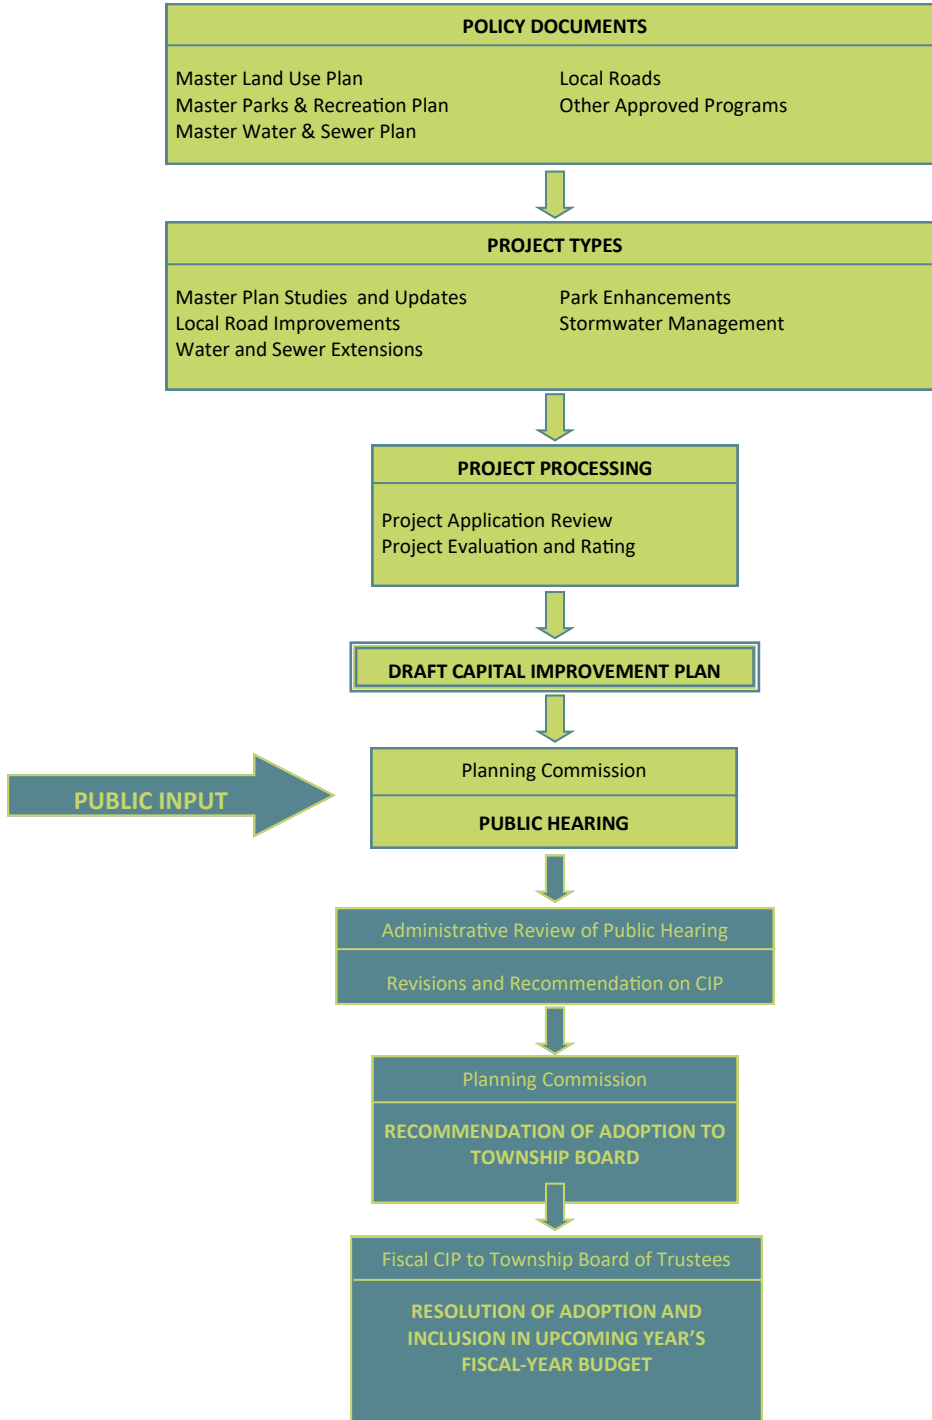 POLICY DOCUMENTS
Master Land Use Plan
Master Parks & Recreation Plan
Master Water & Sewer Plan
Local Roads
Other Approved Programs
PROJECT TYPES
Master Plan Studies  and Updates
Local Road Improvements
Water and Sewer Extensions
Park Enhancements
Stormwater Management
PROJECT PROCESSING
Project Application Review
Project Evaluation and Rating
DRAFT CAPITAL IMPROVEMENT PLAN
PUBLIC INPUT
Planning Commission
PUBLIC HEARING
Administrative Review of Public Hearing
Revisions and Recommendation on CIP
Planning Commission
RECOMMENDATION OF ADOPTION TO
TOWNSHIP BOARD
Fiscal CIP to Township Board of Trustees
RESOLUTION OF ADOPTION AND
INCLUSION IN UPCOMING YEAR’S
FISCAL-YEAR BUDGET